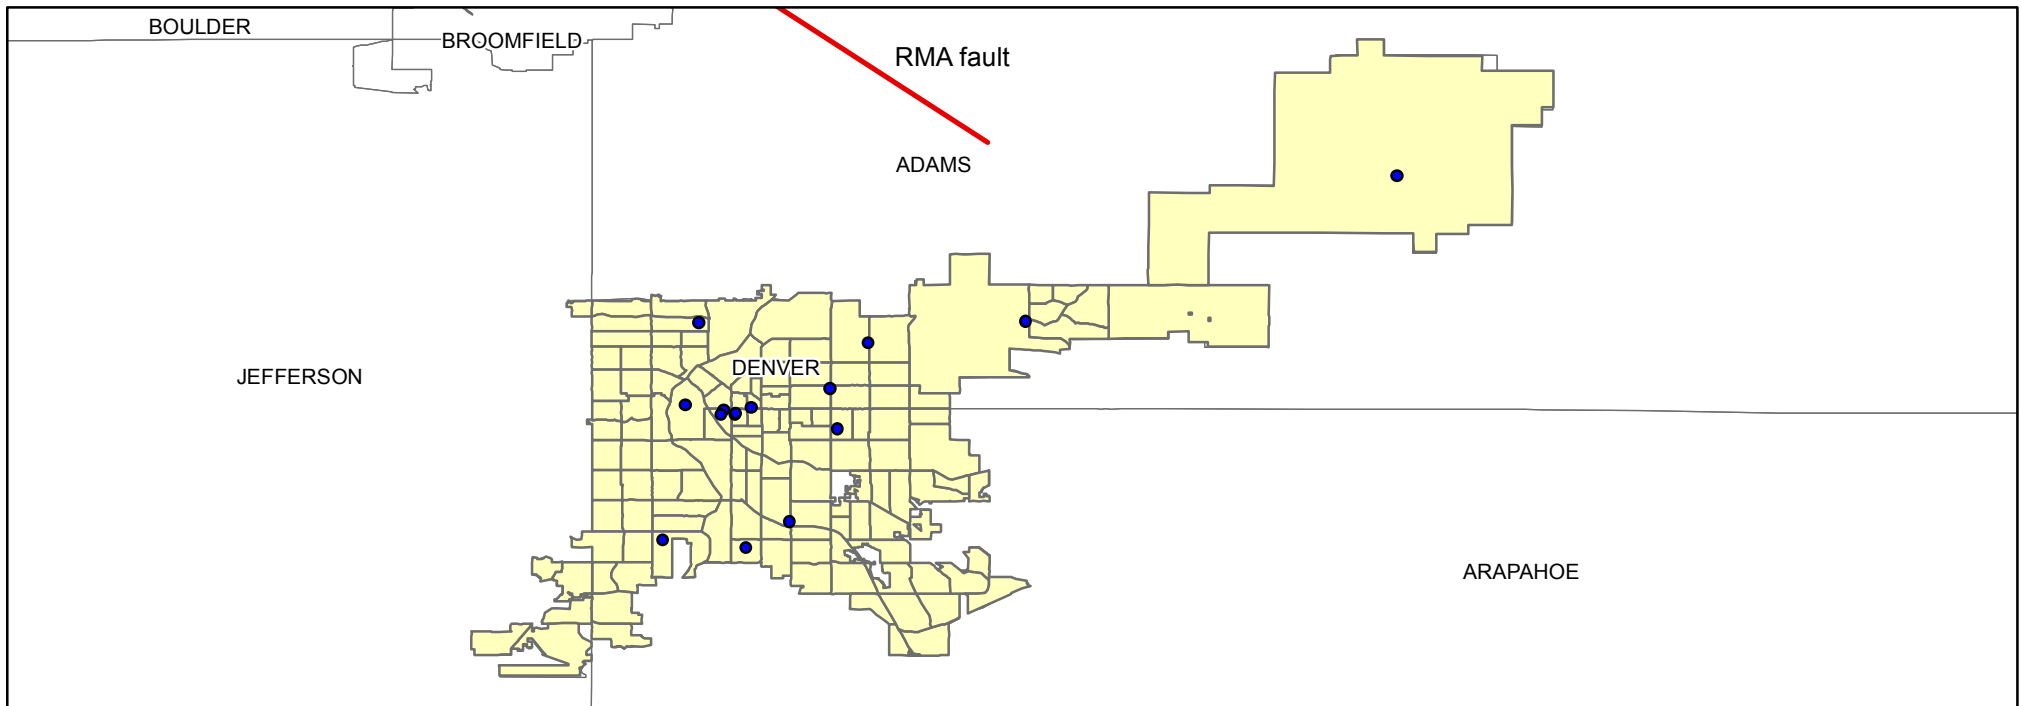 BOULDER
BROOMFIELD
RMA fault
ADAMS
DENVER
JEFFERSON
ARAPAHOE